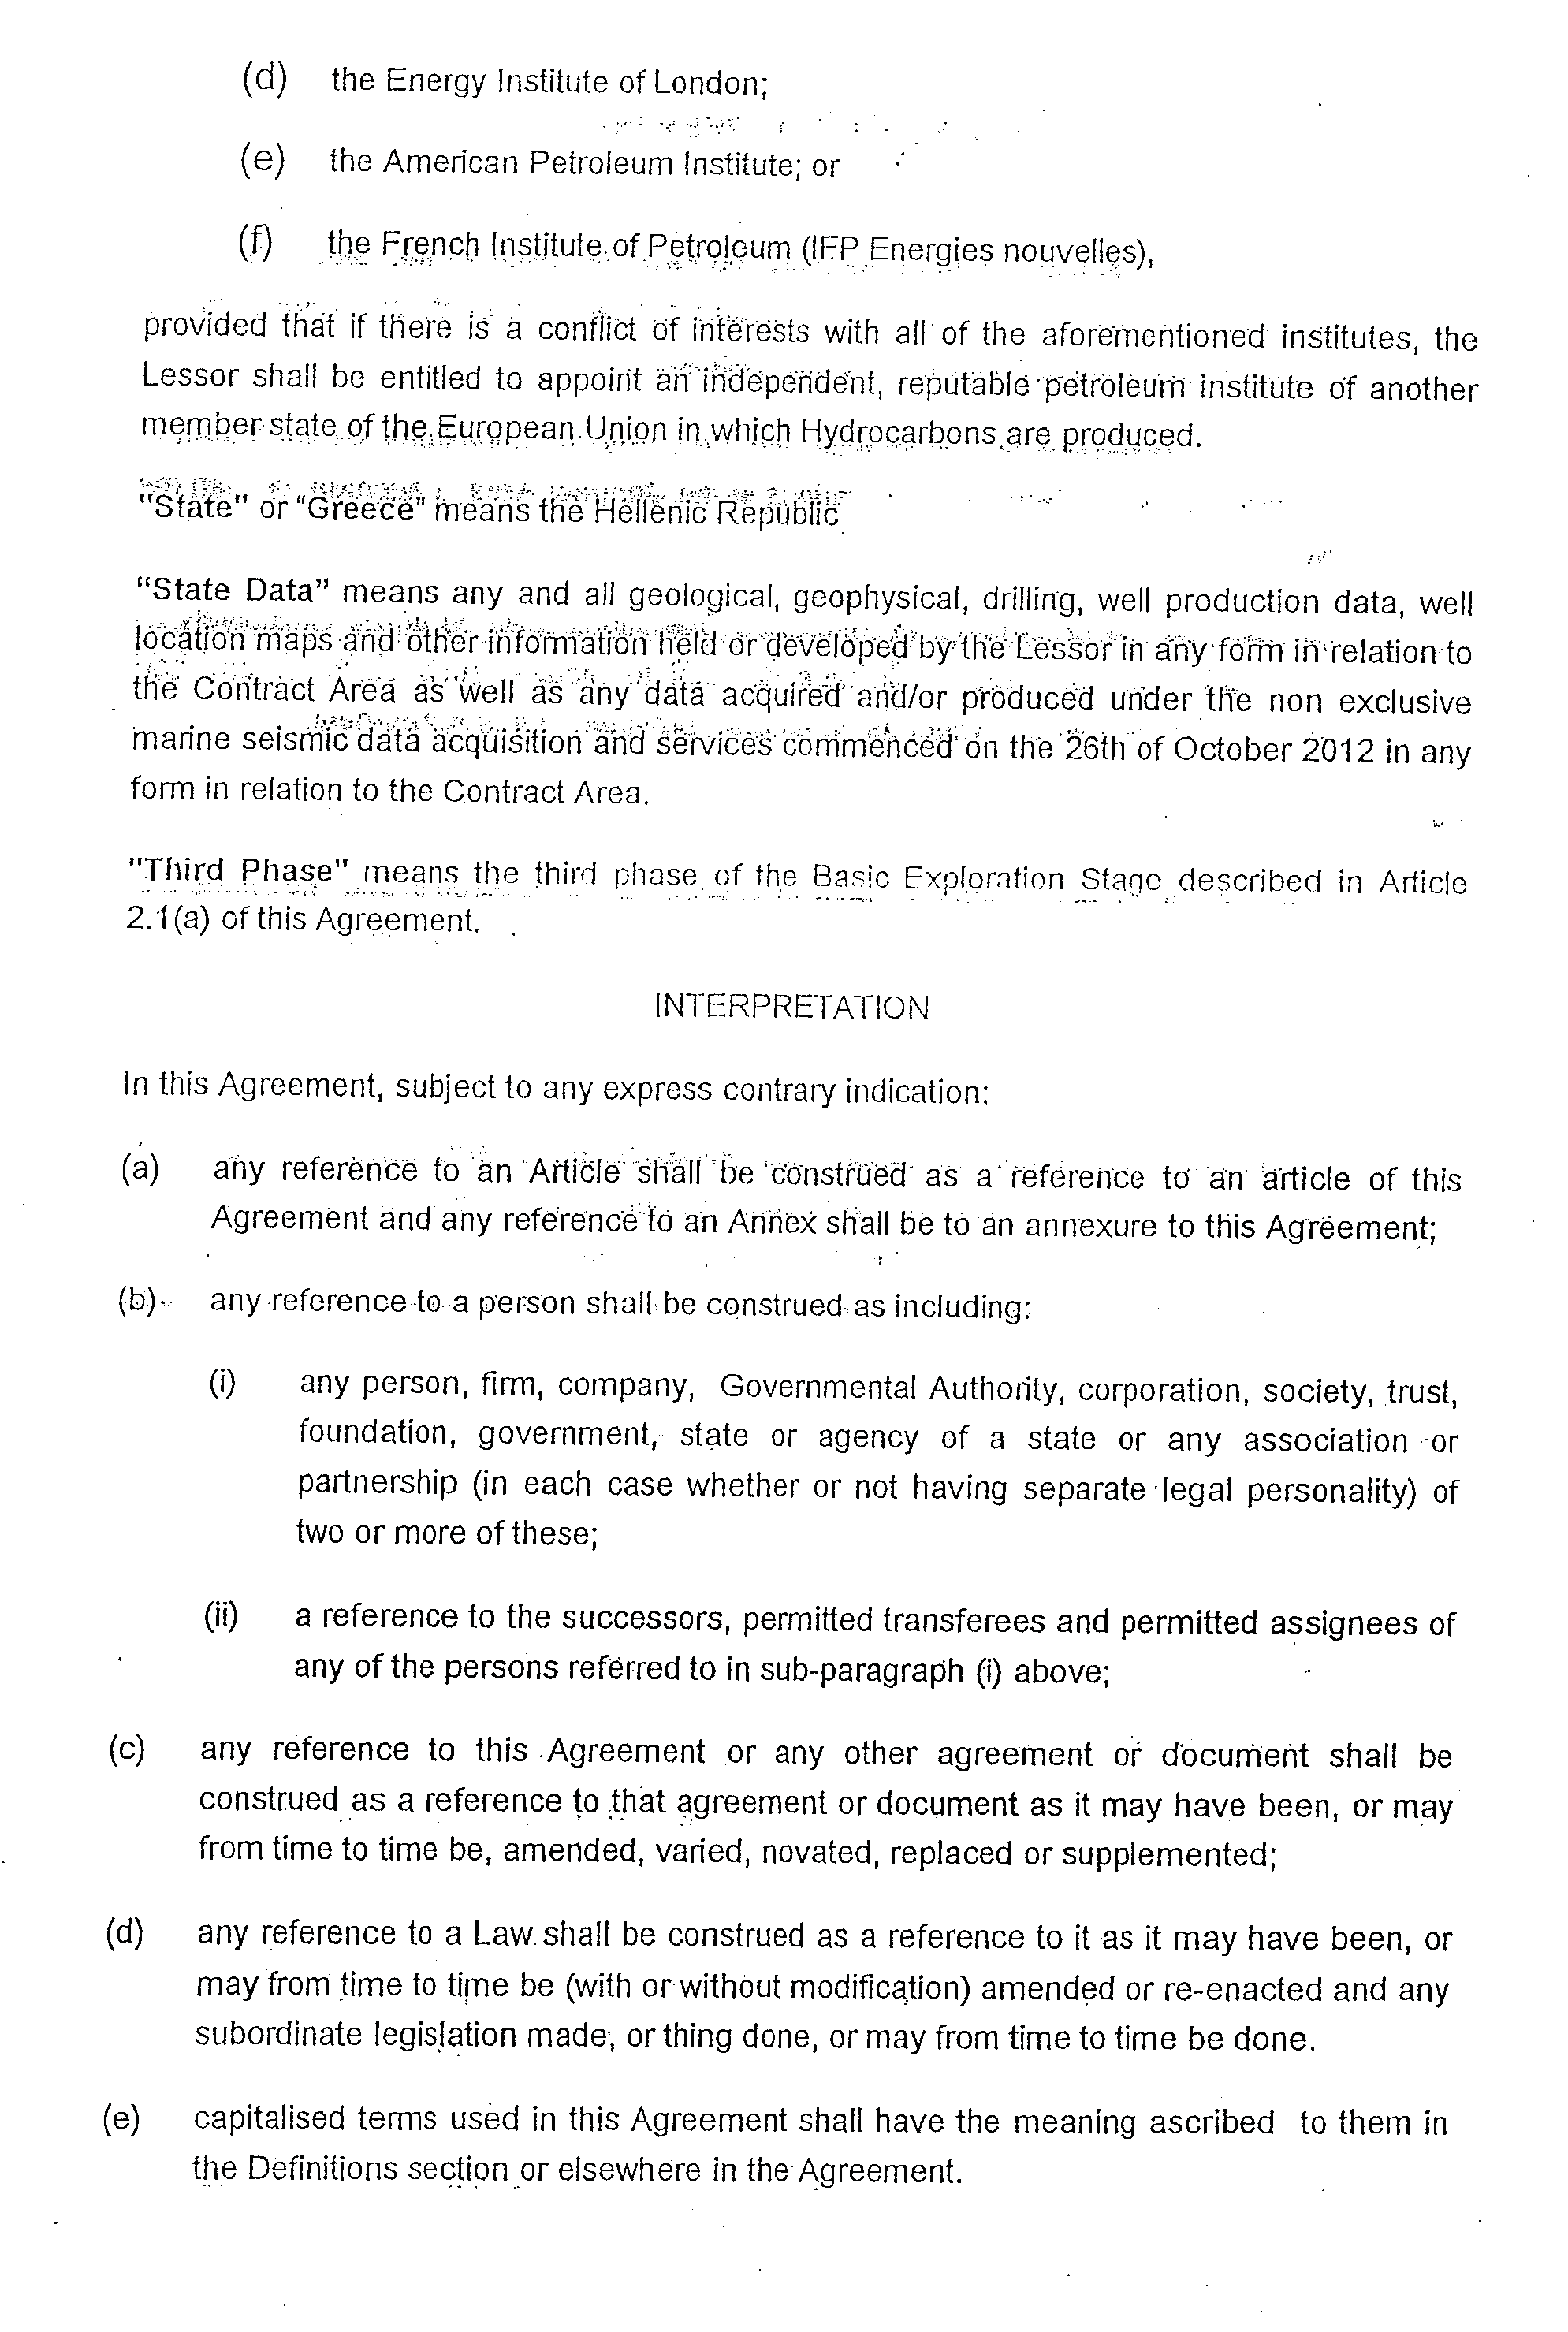 (d) the Energy Institute of London;
(e) the American Petroleum Institute; or
(f) the French Institute of Petroleum (IFP Energies nouvelles),
provided that if there is a conflict of interests with all of the aforementioned institutes, the
Lessor shall be entitled to appoint an independent, reputable petroleum institute of another
member state of the European Union in which Hydrocarbons are produced.
"State" or "Greece" means the Hellenic Republic
"State Data" means any and all geological, geophysical, drilling, well production data, well
location maps and other information held or developed by the Lessor in any form in relation to
the Contract Area as well as any data acquired and/or produced under the non exclusive
marine seismic data acquisition and services commenced on the 26th of October 2012 in any
form in relation to the Contract Area.
"Third Phase" means the third phase of the Basic Exploration Stage described in Article
2.1(a) of this Agreement.
INTERPRETATION
In this Agreement, subject to any express contrary indication:
(a) any reference to an Article shall be construed as a reference to an article of this
Agreement and any reference to an Annex shall be to an annexure to this Agreement;
(b) any reference to a person shall be construed as including:
(i) any person, firm, company, Governmental Authority, corporation, society, trust,
foundation, government, state or agency of a state or any association or
partnership (in each case whether or not having separate legal personality) of
two or more of these;
(ii) a reference to the successors, permitted transferees and permitted assignees of
any of the persons referred to in sub-paragraph (i) above;
(c) any reference to this Agreement or any other agreement or document shall be
construed as a reference to that agreement or document as it may have been, or may
from time to time be, amended, varied, novated, replaced or supplemented;
(d) any reference to a Law shall be construed as a reference to it as it may have been, or
may from time to time be (with or without modification) amended or re-enacted and any
subordinate legislation made, or thing done, or may from time to time be done.
(e) capitalised terms used in this Agreement shall have the meaning ascribed to them in
the Definitions section or elsewhere in the Agreement.